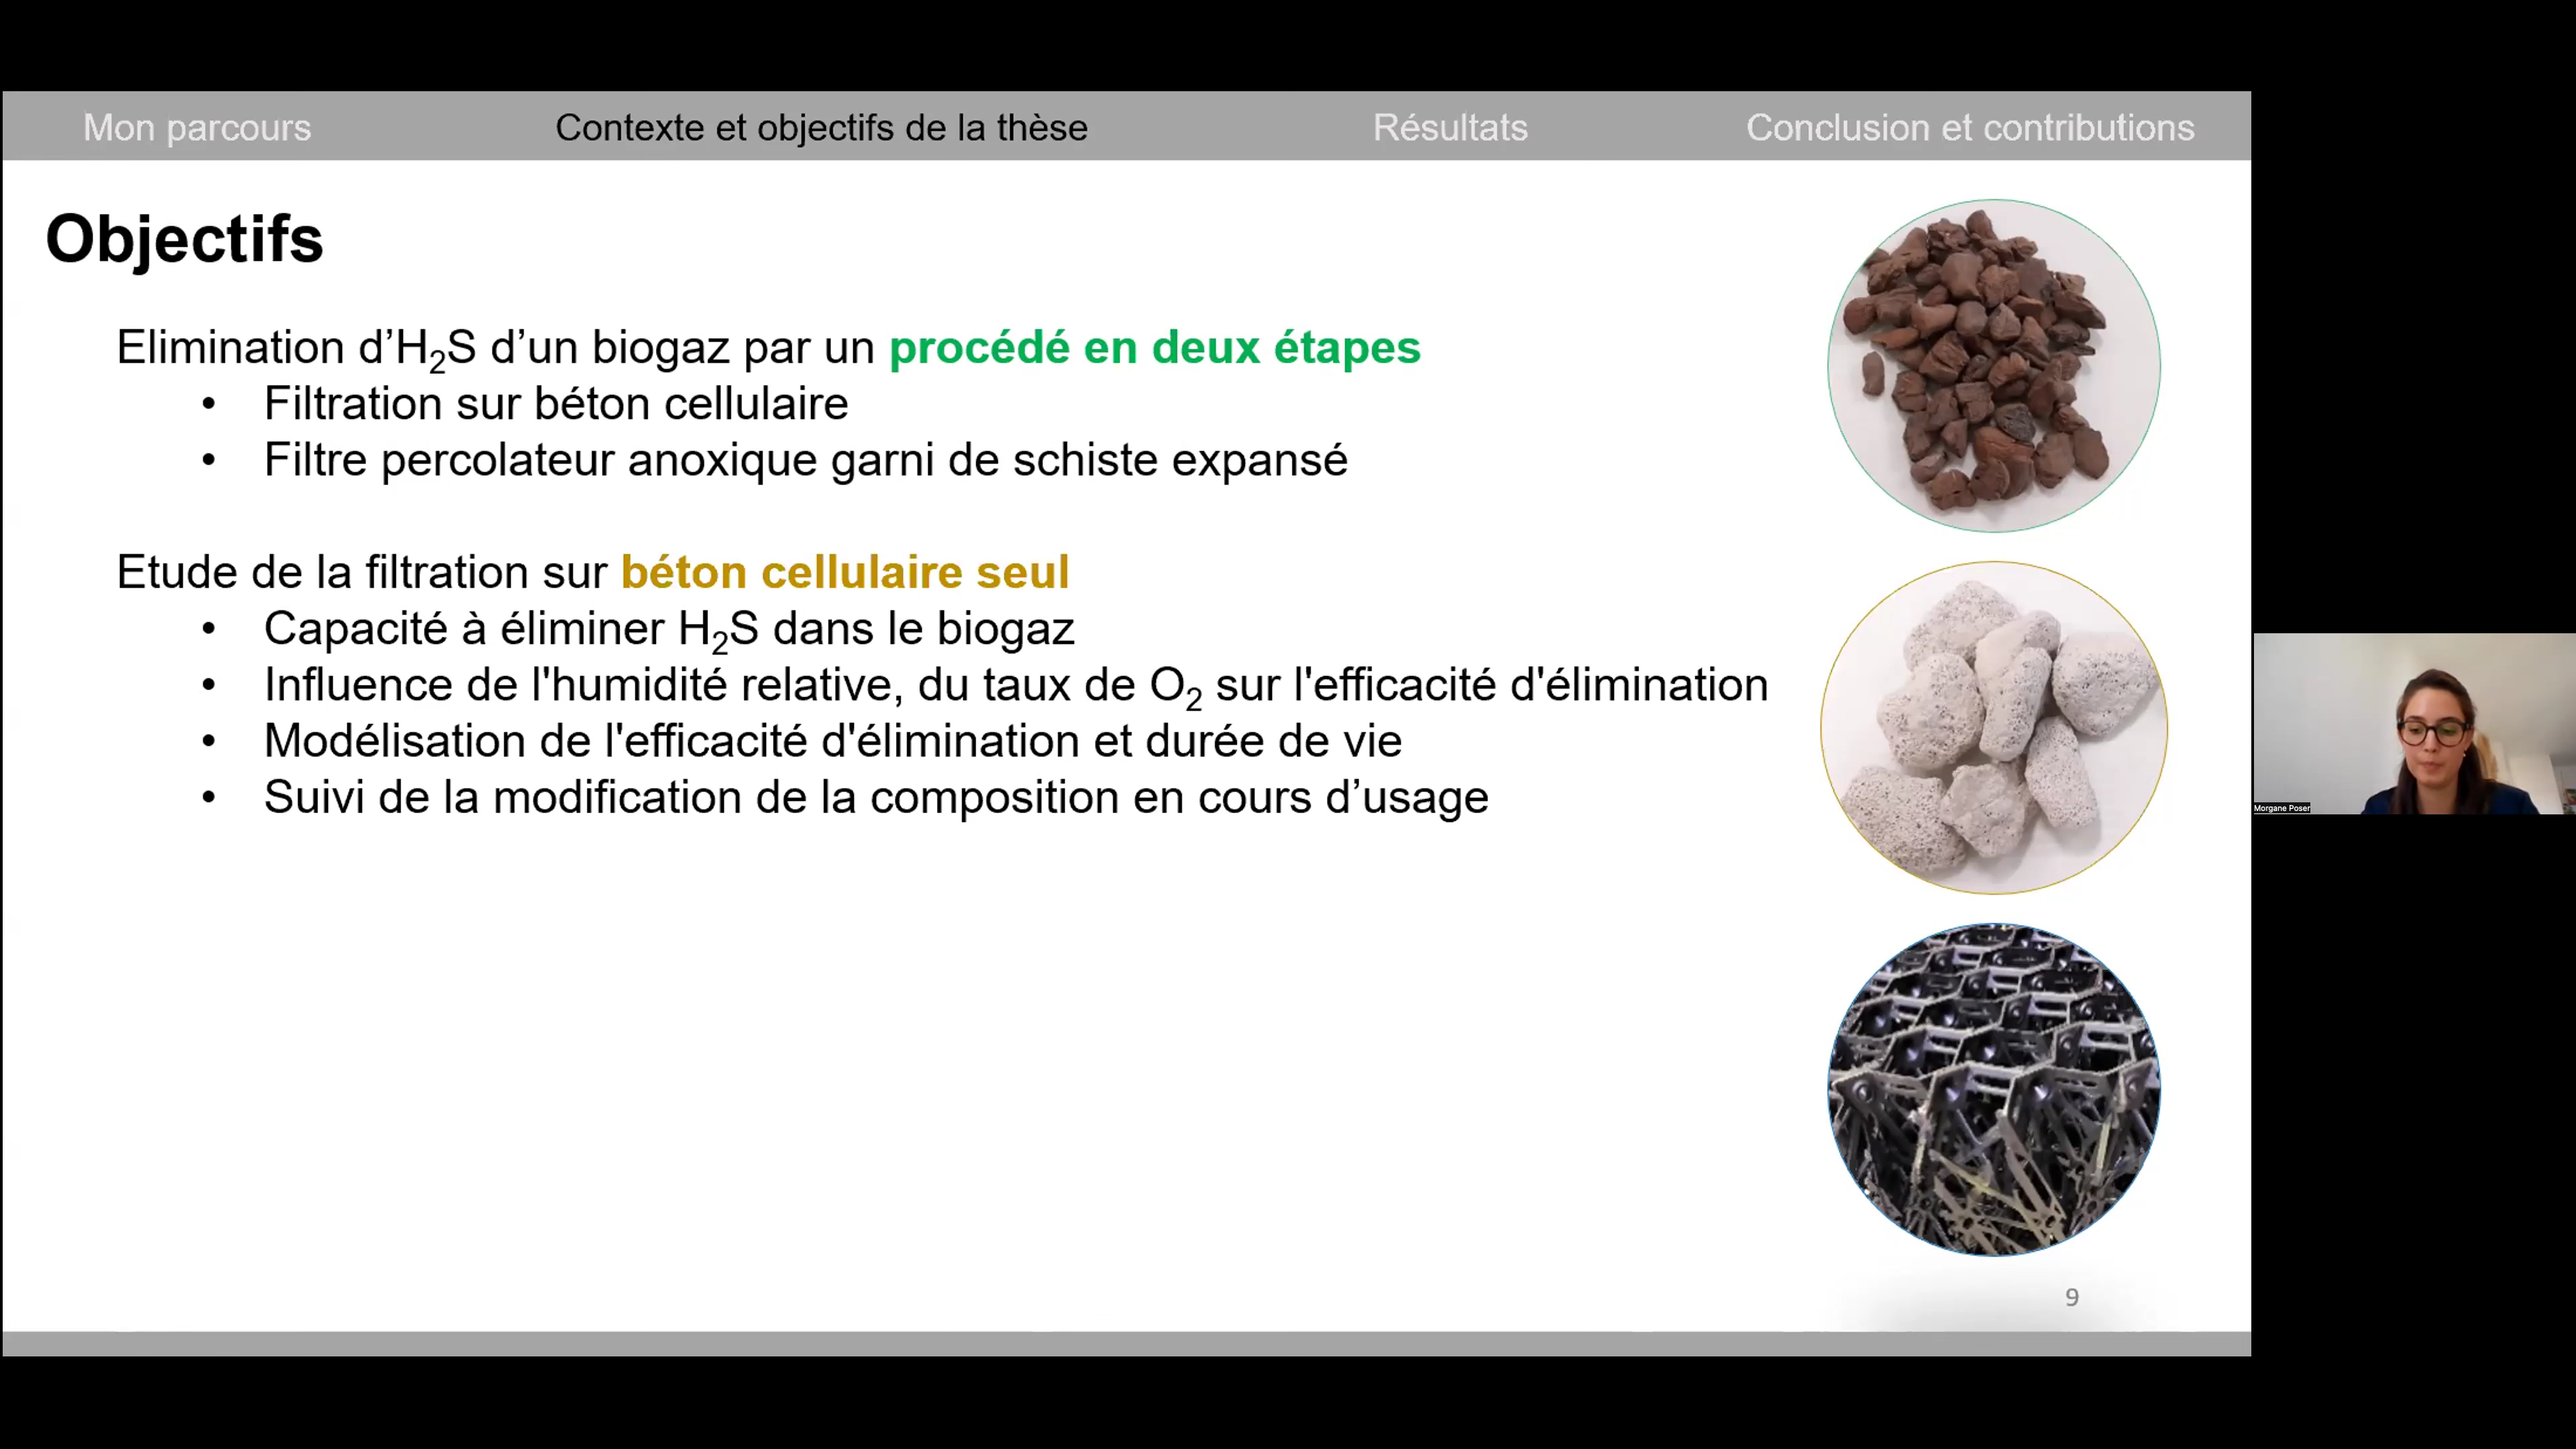 Mon parcours Contexte et objectifs de la thèse Résultats Conclusion et contributions
Objectifs
Elimination d’H₂S d’un biogaz par un procédé en deux étapes
• Filtration sur béton cellulaire
• Filtre percolateur anoxique garni de schiste expansé
Etude de la filtration sur béton cellulaire seul
• Capacité à éliminer H₂S dans le biogaz
• Influence de l'humidité relative, du taux de O₂ sur l'efficacité d'élimination
• Modélisation de l'efficacité d'élimination et durée de vie
• Suivi de la modification de la composition en cours d’usage
Morgane Poser
9